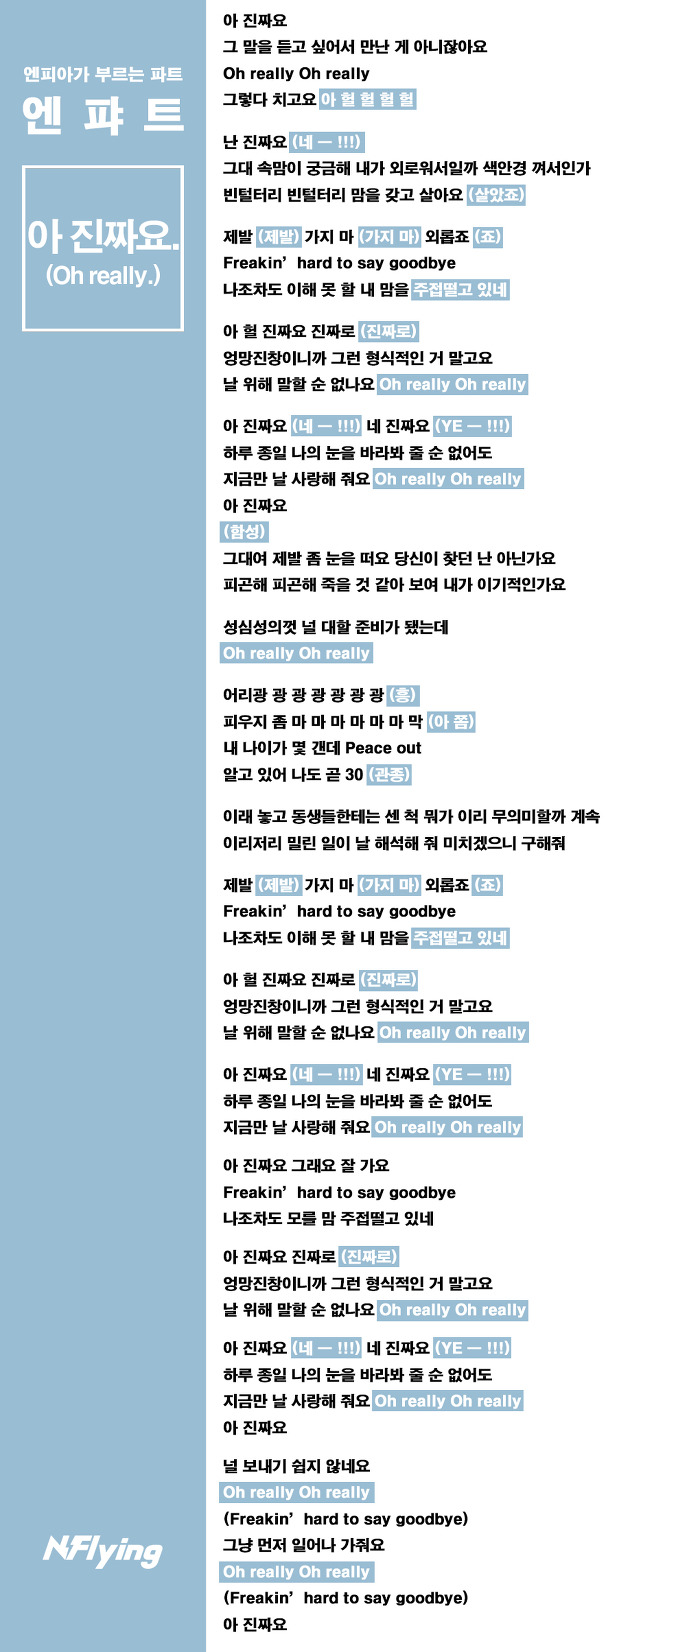 엔피아가 부르는 파트
엔 퍄 트
아 진짜요.
(Oh really.)
아 진짜요
그 말을 듣고 싶어서 만난 게 아니잖아요
Oh really Oh really
그렇다 치고요 아 헐 헐 헐 헐
난 진짜요 (네 — !!!)
그대 속맘이 궁금해 내가 외로워서일까 색안경 껴서인가
빈털터리 빈털터리 맘을 갖고 살아요 (살았죠)
제발 (제발) 가지 마 (가지 마) 외롭죠 (죠)
Freakin’ hard to say goodbye
나조차도 이해 못 할 내 맘을 주접떨고 있네
아 헐 진짜요 진짜로 (진짜로)
엉망진창이니까 그런 형식적인 거 말고요
날 위해 말할 순 없나요 Oh really Oh really
아 진짜요 (네 — !!!) 네 진짜요 (YE — !!!)
하루 종일 나의 눈을 바라봐 줄 순 없어도
지금만 날 사랑해 줘요 Oh really Oh really
아 진짜요
(함성)
그대여 제발 좀 눈을 떠요 당신이 찾던 난 아닌가요
피곤해 피곤해 죽을 것 같아 보여 내가 이기적인가요
성심성의껏 널 대할 준비가 됐는데
Oh really Oh really
어리광 광 광 광 광 광 광 (흥)
피우지 좀 마 마 마 마 마 마 막 (아 쫌)
내 나이가 몇 갠데 Peace out
알고 있어 나도 곧 30 (관종)
이래 놓고 동생들한테는 센 척 뭐가 이리 무의미할까 계속
이리저리 밀린 일이 날 해석해 줘 미치겠으니 구해줘
제발 (제발) 가지 마 (가지 마) 외롭죠 (죠)
Freakin’ hard to say goodbye
나조차도 이해 못 할 내 맘을 주접떨고 있네
아 헐 진짜요 진짜로 (진짜로)
엉망진창이니까 그런 형식적인 거 말고요
날 위해 말할 순 없나요 Oh really Oh really
아 진짜요 (네 — !!!) 네 진짜요 (YE — !!!)
하루 종일 나의 눈을 바라봐 줄 순 없어도
지금만 날 사랑해 줘요 Oh really Oh really
아 진짜요 그래요 잘 가요
Freakin’ hard to say goodbye
나조차도 모를 맘 주접떨고 있네
아 진짜요 진짜로 (진짜로)
엉망진창이니까 그런 형식적인 거 말고요
날 위해 말할 순 없나요 Oh really Oh really
아 진짜요 (네 — !!!) 네 진짜요 (YE — !!!)
하루 종일 나의 눈을 바라봐 줄 순 없어도
지금만 날 사랑해 줘요 Oh really Oh really
아 진짜요
널 보내기 쉽지 않네요
Oh really Oh really
(Freakin’ hard to say goodbye)
그냥 먼저 일어나 가줘요
Oh really Oh really
(Freakin’ hard to say goodbye)
아 진짜요
N.Flying